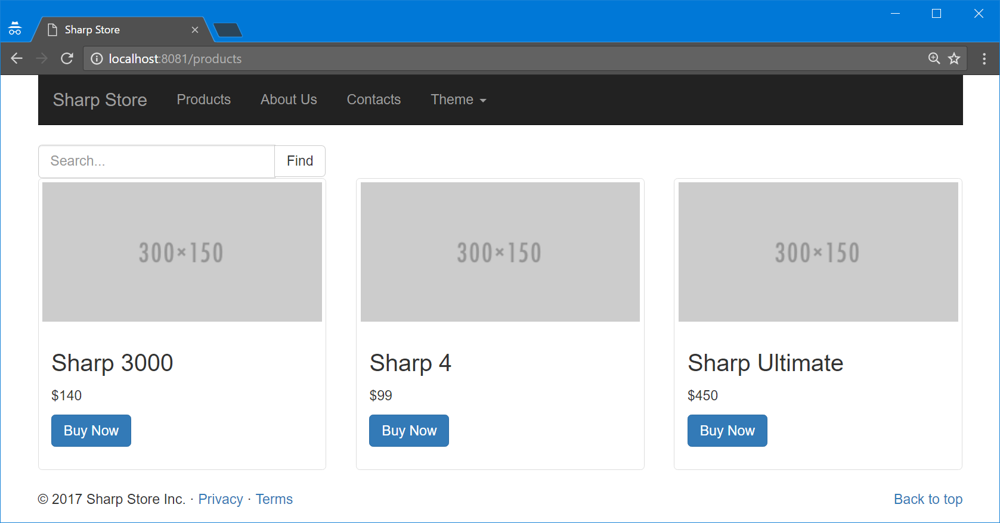 Sharp Store
localhost:8081/products
Sharp Store Products About Us Contacts Theme
Search... Find
300×150 300×150 300×150
Sharp 3000 Sharp 4 Sharp Ultimate
$140 $99 $450
Buy Now Buy Now Buy Now
© 2017 Sharp Store Inc. · Privacy · Terms Back to top